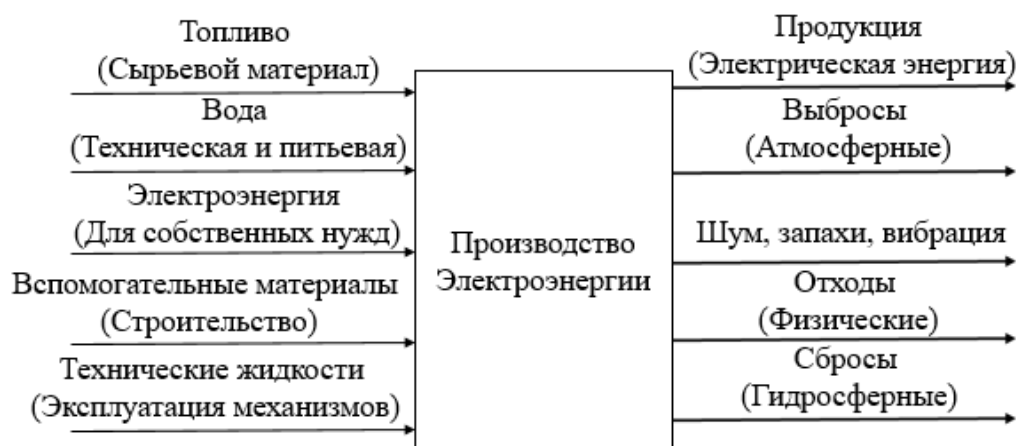 Топливо
(Сырьевой материал)
Вода
(Техническая и питьевая)
Электроэнергия
(Для собственных нужд)
Вспомогательные материалы
(Строительство)
Технические жидкости
(Эксплуатация механизмов)
Производство
Электроэнергии
Продукция
(Электрическая энергия)
Выбросы
(Атмосферные)
Шум, запахи, вибрация
Отходы
(Физические)
Сбросы
(Гидросферные)